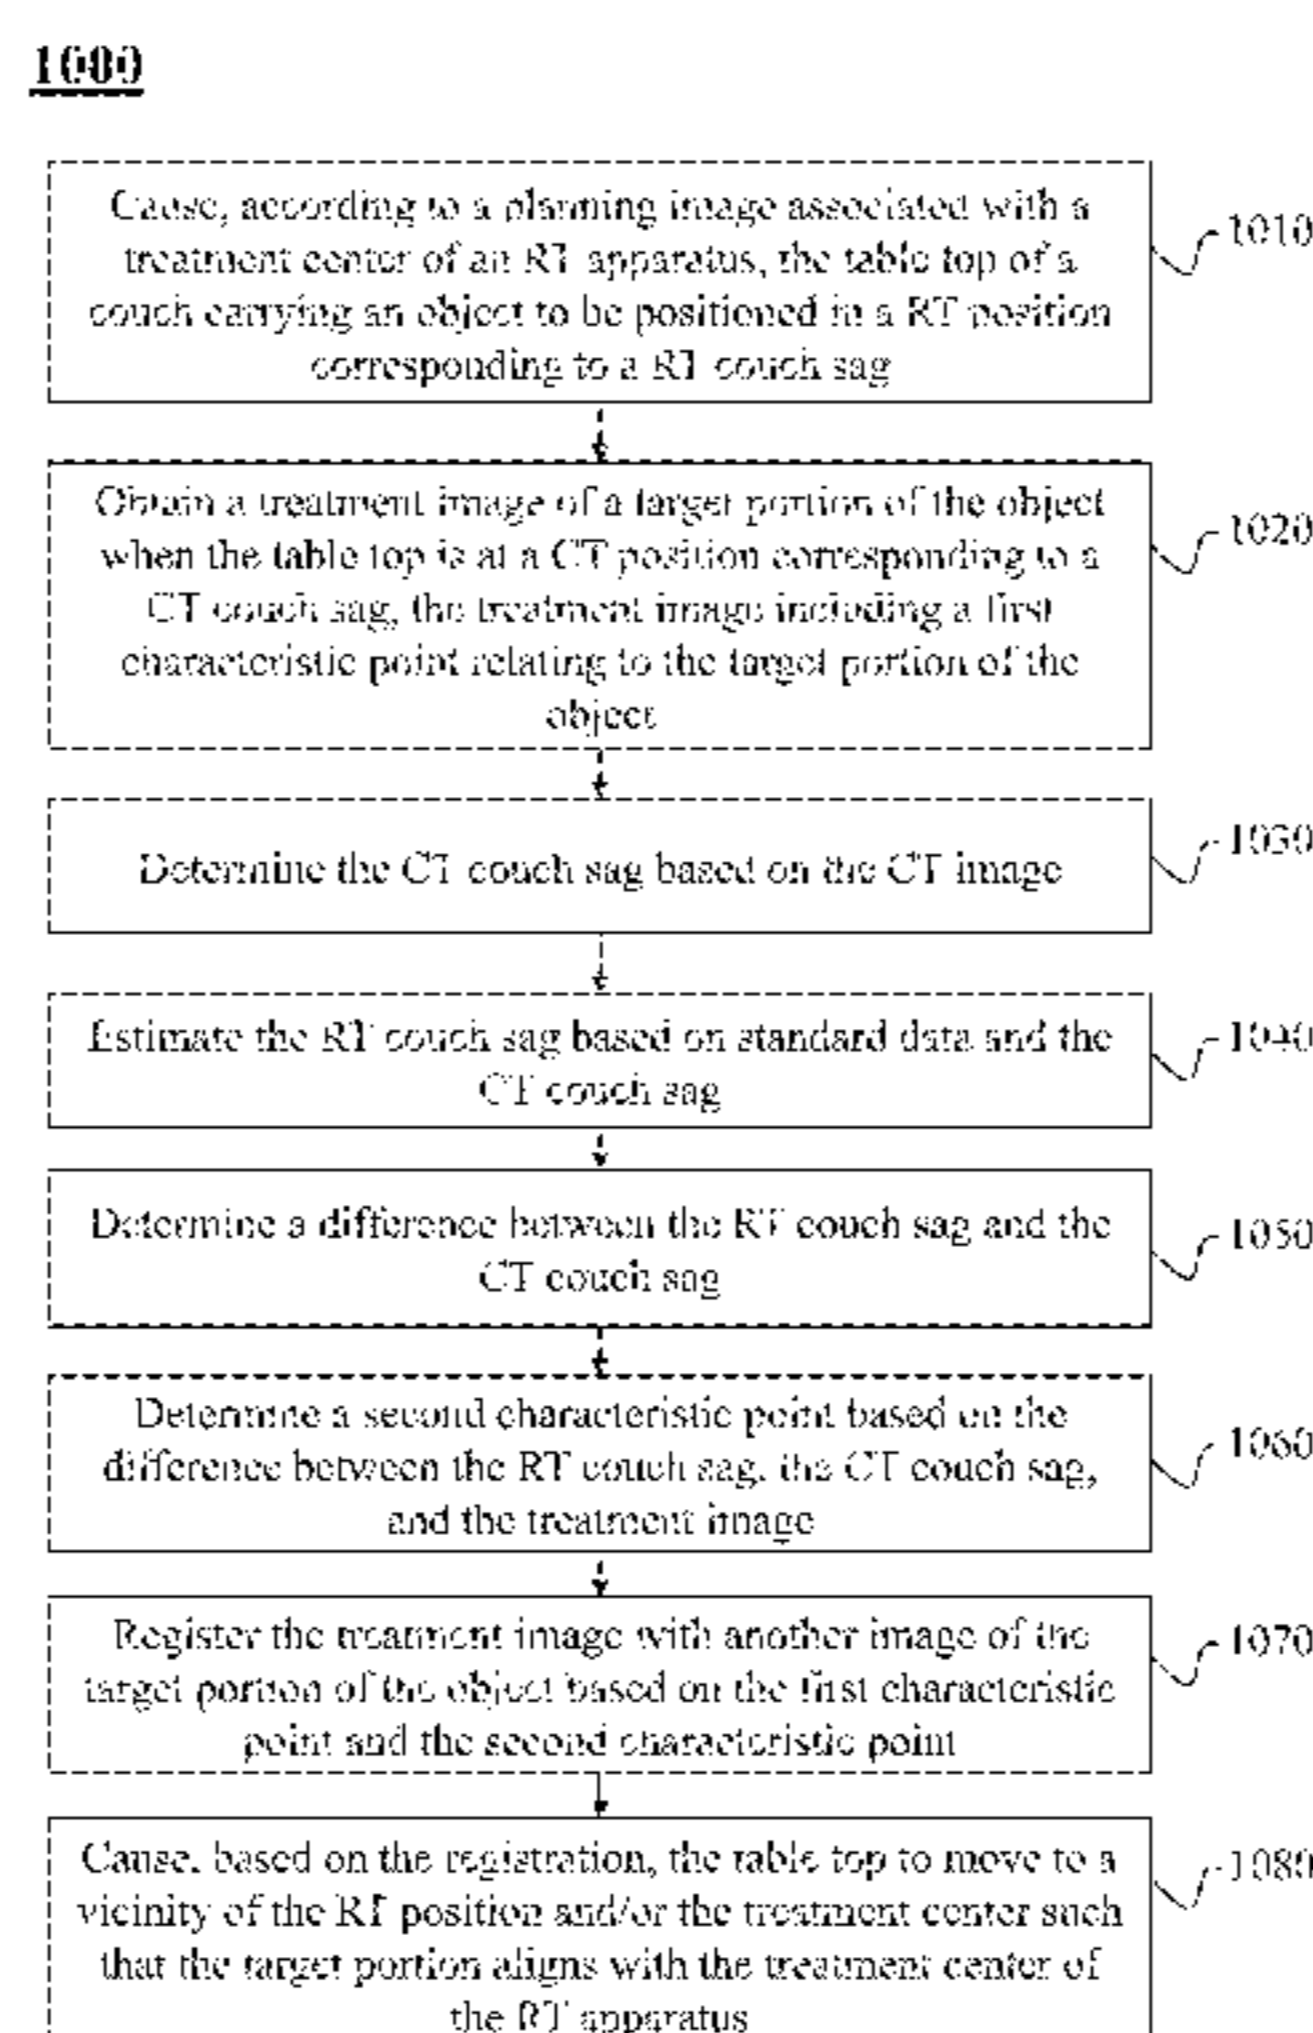 1000
Cause, according to a planning image associated with a
1010
treatment center of an RT apparatus, the table top of a
couch carrying an object to be positioned in a RT position
corresponding to a RT couch sag
Obtain a treatment image of a target portion of the object
1020
when the table top is at a CT position corresponding to a
CT couch sag, the treatment image including a first
characteristic point relating to the target portion of the
object
1030
Determine the CT couch sag based on the CT image
Estimate the RT couch sag based on standard data and the
1040
CT couch sag
Determine a difference between the RT couch sag and the
1050
CT couch sag
Determine a second characteristic point based on the
1060
difference between the RT couch sag, the CT couch sag,
and the treatment image
Register the treatment image with another image of the
1070
target portion of the object based on the first characteristic
point and the second characteristic point
Cause, based on the registration, the table top to move to a
1080
vicinity of the RT position and/or the treatment center such
that the target portion aligns with the treatment center of
the RT apparatus